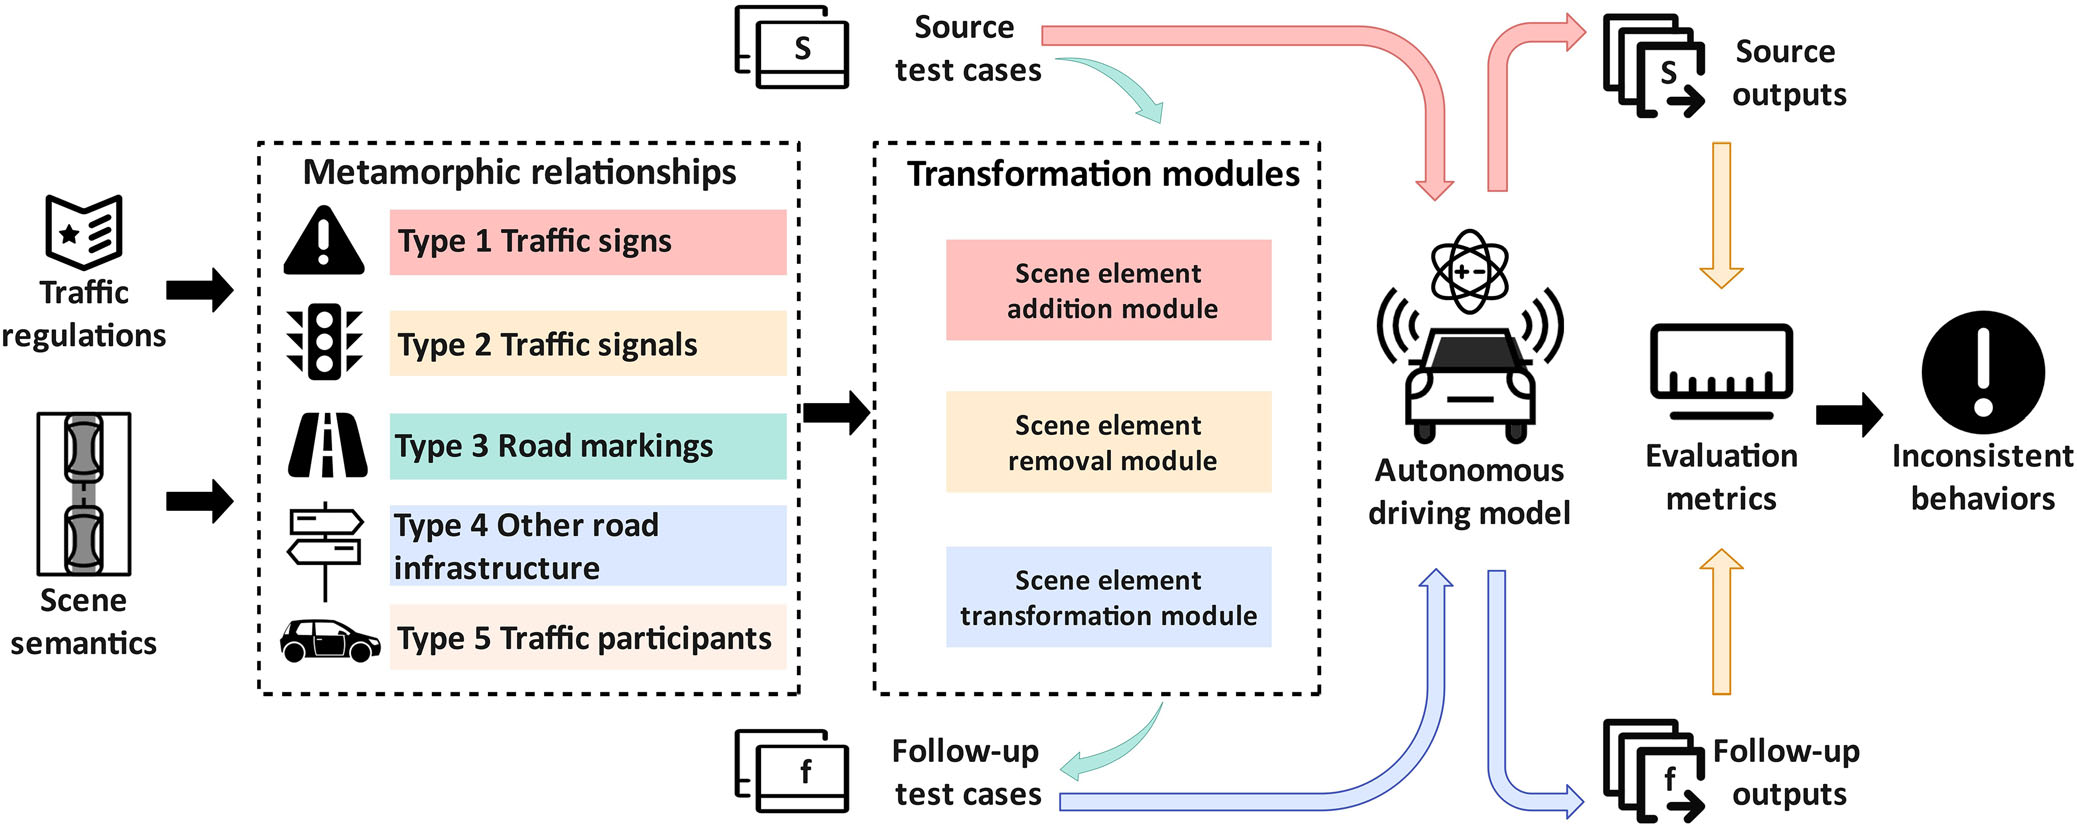 S
Source
test cases
S
Source
outputs
Traffic
regulations
Scene
semantics
Metamorphic relationships
Type 1 Traffic signs
Type 2 Traffic signals
Type 3 Road markings
Type 4 Other road
infrastructure
Type 5 Traffic participants
Transformation modules
Scene element
addition module
Scene element
removal module
Scene element
transformation module
+ -
Autonomous
driving model
Evaluation
metrics
Inconsistent
behaviors
f
Follow-up
test cases
f
Follow-up
outputs